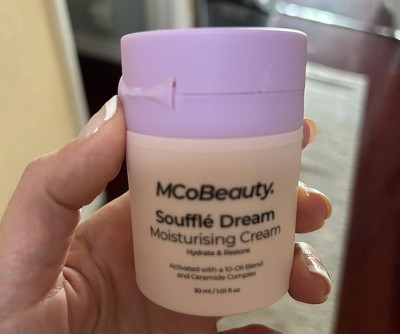 MCoBeauty.
Soufflé Dream
Moisturising Cream
Hydrate & Restore
Activated with a 10-Oil Blend
and Ceramide Complex
30 ml / 1.01 fl oz